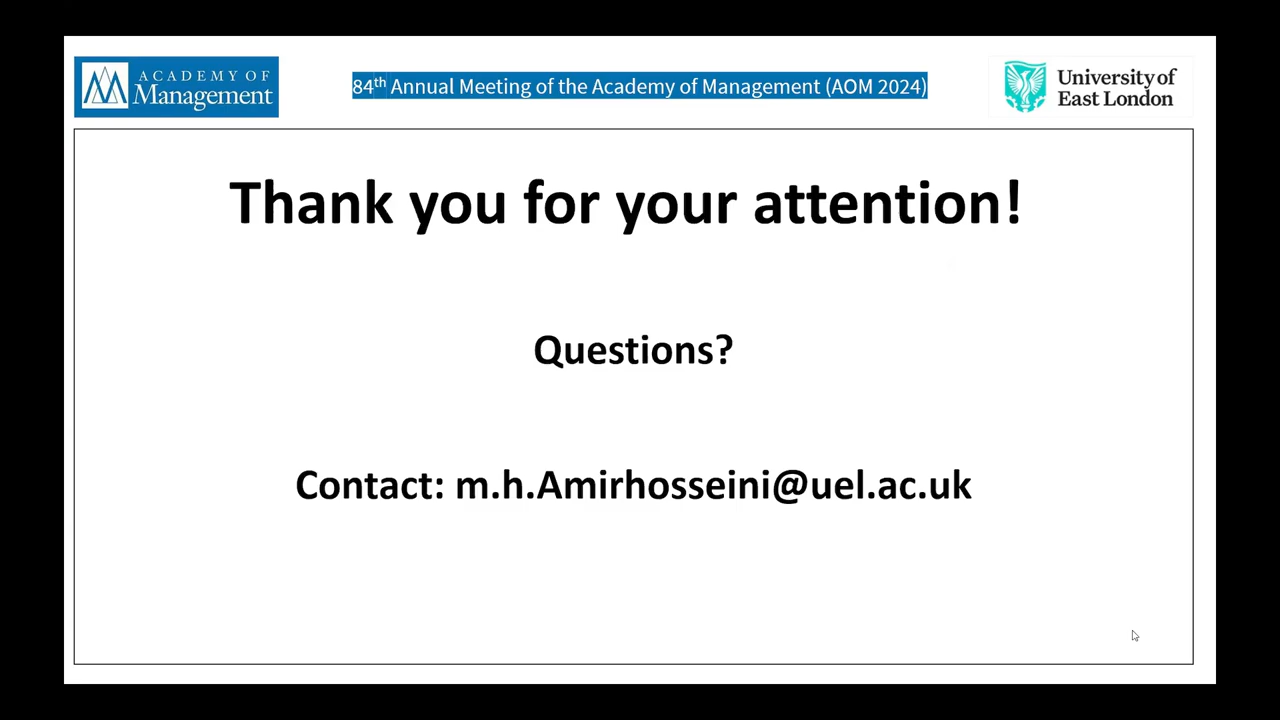 ACADEMY OF
Management
84th Annual Meeting of the Academy of Management (AOM 2024)
University of
East London
Thank you for your attention!
Questions?
Contact: m.h.Amirhosseini@uel.ac.uk